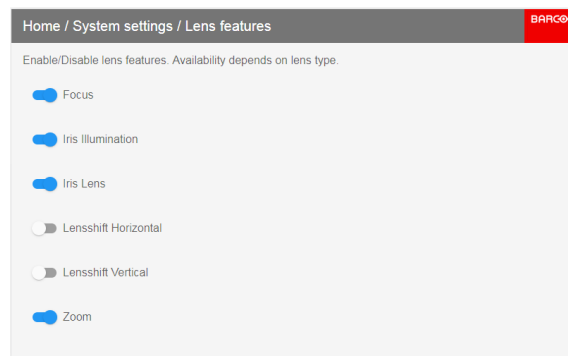 Home / System settings / Lens features
BARCO
Enable/Disable lens features. Availability depends on lens type.
Focus
Iris Illumination
Iris Lens
Lensshift Horizontal
Lensshift Vertical
Zoom